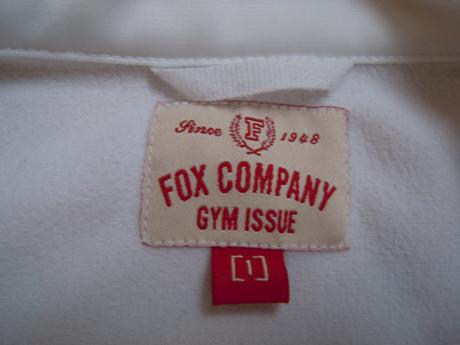 Since F 1948
FOX COMPANY
GYM ISSUE
[1]